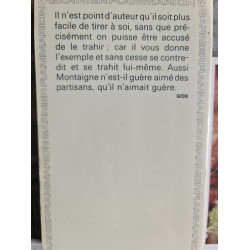 GARNIER-FLAMMARION
Il n'est point d'auteur qu'il soit plus
facile de tirer à soi, sans que pré-
cisément on puisse être accusé
de le trahir ; car il vous donne
l'exemple et sans cesse se contre-
dit et se trahit lui-même. Aussi
Montaigne n'est-il guère aimé des
partisans, qu'il n'aimait guère.
GIDE